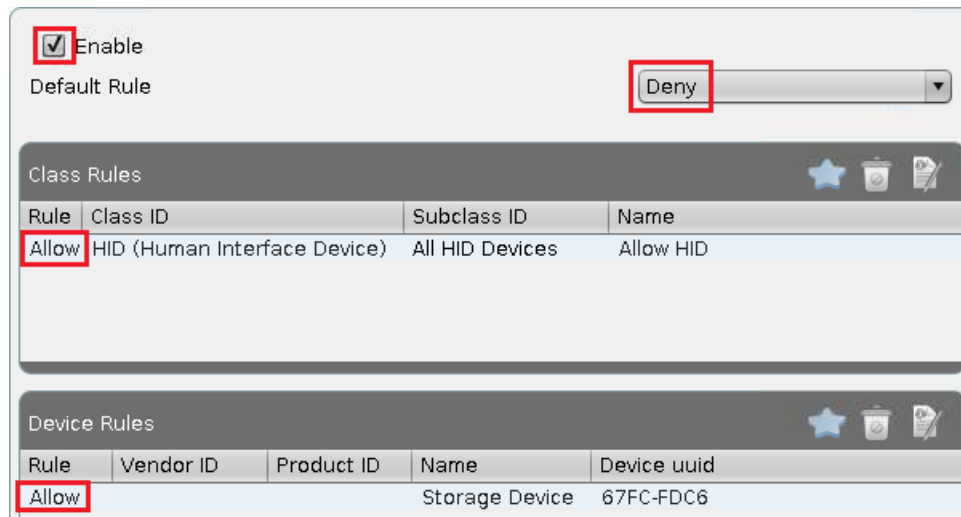 Enable
Default Rule Deny
Class Rules
Rule Class ID Subclass ID Name
Allow HID (Human Interface Device) All HID Devices Allow HID
Device Rules
Rule Vendor ID Product ID Name Device uuid
Allow Storage Device 67FC-FDC6